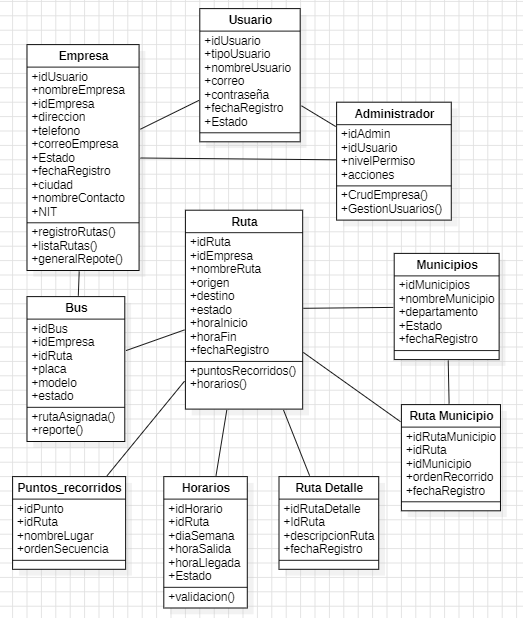 Usuario
+idUsuario
+tipoUsuario
+nombreUsuario
+correo
+contraseña
+fechaRegistro
+Estado
Empresa
+idUsuario
+nombreEmpresa
+idEmpresa
+direccion
+telefono
+correoEmpresa
+Estado
+fechaRegistro
+ciudad
+nombreContacto
+NIT
+registroRutas()
+listaRutas()
+generalRepote()
Administrador
+idAdmin
+idUsuario
+nivelPermiso
+acciones
+CrudEmpresa()
+GestionUsuarios()
Ruta
+idRuta
+idEmpresa
+nombreRuta
+origen
+destino
+estado
+horaInicio
+horaFin
+fechaRegistro
+puntosRecorridos()
+horarios()
Municipios
+idMunicipios
+nombreMunicipio
+departamento
+Estado
+fechaRegistro
Bus
+idBus
+idEmpresa
+idRuta
+placa
+modelo
+estado
+rutaAsignada()
+reporte()
Ruta Municipio
+idRutaMunicipio
+idRuta
+idMunicipio
+ordenRecorrido
+fechaRegistro
Puntos_recorridos
+idPunto
+idRuta
+nombreLugar
+ordenSecuencia
Horarios
+idHorario
+idRuta
+diaSemana
+horaSalida
+horaLlegada
+Estado
+validacion()
Ruta Detalle
+idRutaDetalle
+IdRuta
+descripcionRuta
+fechaRegistro